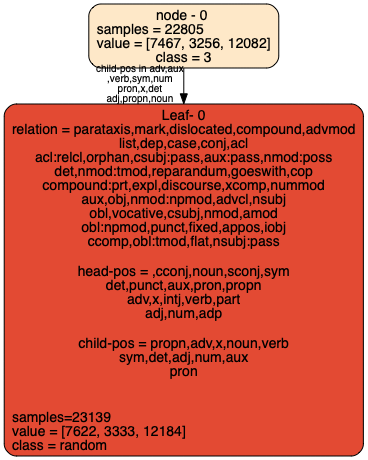 node - 0
samples = 22805
value = [7467, 3256, 12082]
class = 3
child-pos in adv,aux
,verb,sym,num
pron,x,det
adj,propn,noun
Leaf- 0
relation = parataxis,mark,dislocated,compound,advmod
list,dep,case,conj,acl
acl:relcl,orphan,csubj:pass,aux:pass,nmod:poss
det,nmod:tmod,reparandum,goeswith,cop
compound:prt,expl,discourse,xcomp,nummod
aux,obj,nmod:npmod,advcl,nsubj
obl,vocative,csubj,nmod,amod
obl:npmod,punct,fixed,appos,iobj
ccomp,obl:tmod,flat,nsubj:pass
head-pos = ,cconj,noun,sconj,sym
det,punct,aux,pron,propn
adv,x,intj,verb,part
adj,num,adp
child-pos = propn,adv,x,noun,verb
sym,det,adj,num,aux
pron
samples=23139
value = [7622, 3333, 12184]
class = random